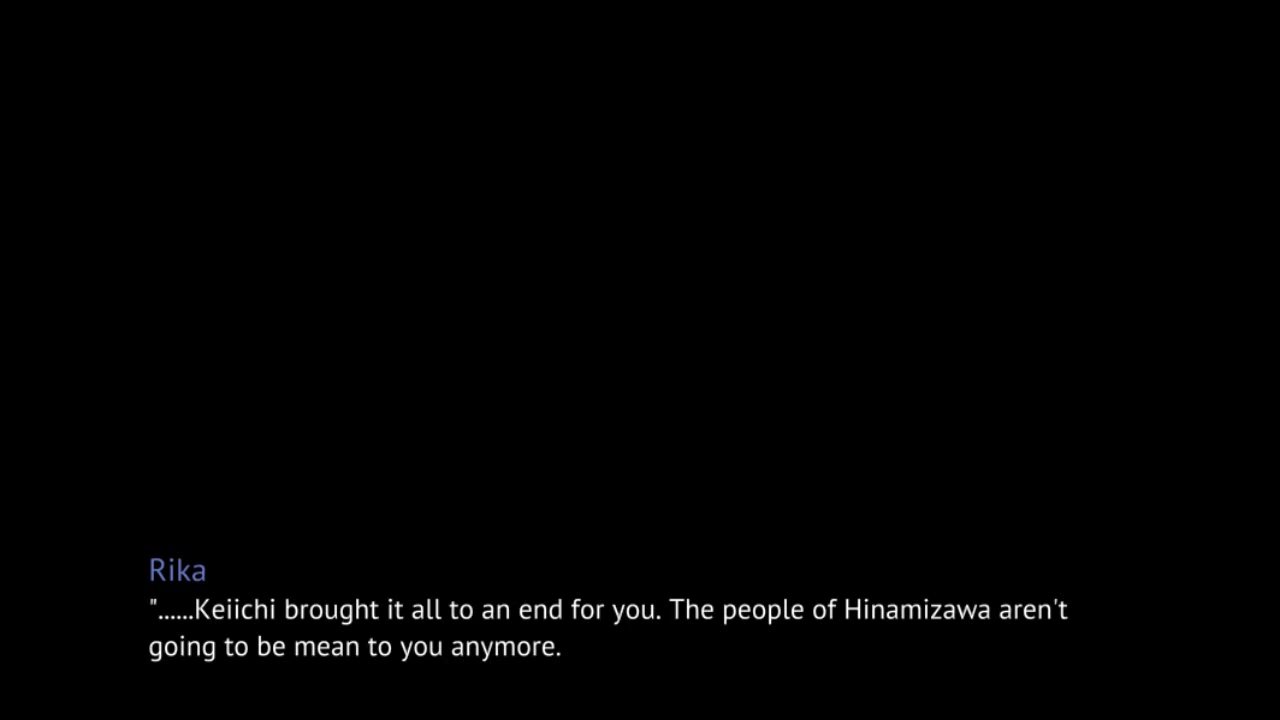 Rika
"......Keiichi brought it all to an end for you. The people of Hinamizawa aren't
going to be mean to you anymore.